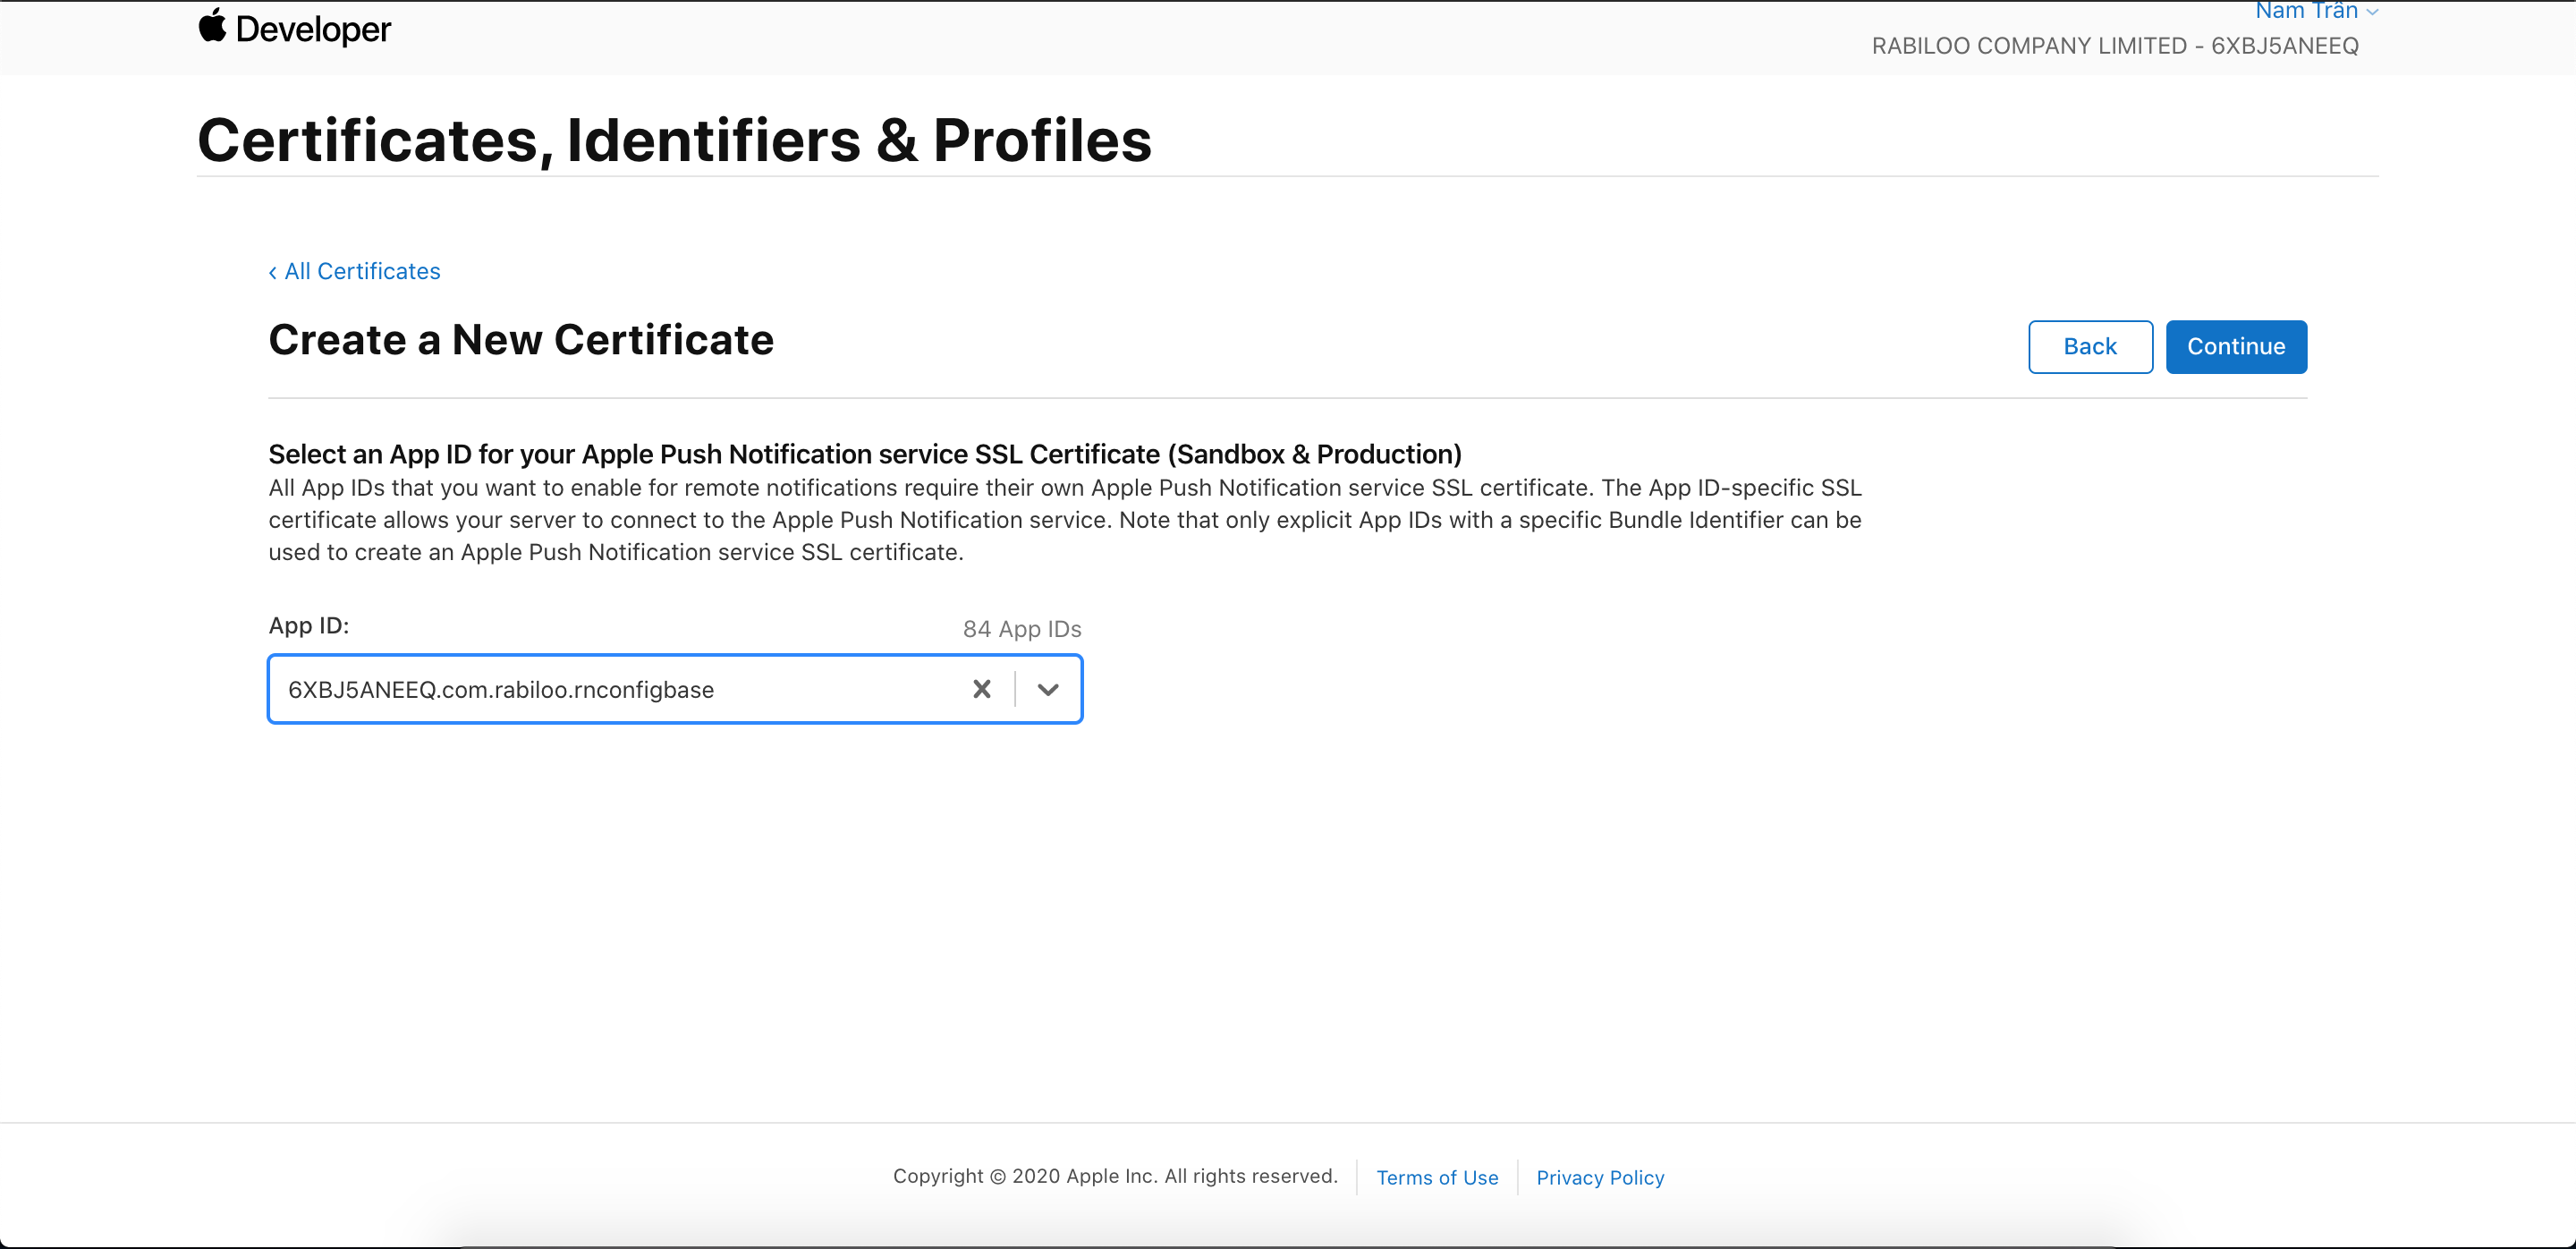 Developer
Nam Trần
RABILOO COMPANY LIMITED - 6XBJ5ANEEQ
Certificates, Identifiers & Profiles
‹ All Certificates
Create a New Certificate
Back
Continue
Select an App ID for your Apple Push Notification service SSL Certificate (Sandbox & Production)
All App IDs that you want to enable for remote notifications require their own Apple Push Notification service SSL certificate. The App ID-specific SSL
certificate allows your server to connect to the Apple Push Notification service. Note that only explicit App IDs with a specific Bundle Identifier can be
used to create an Apple Push Notification service SSL certificate.
App ID:
84 App IDs
6XBJ5ANEEQ.com.rabiloo.rnconfigbase
Copyright © 2020 Apple Inc. All rights reserved.
Terms of Use
Privacy Policy